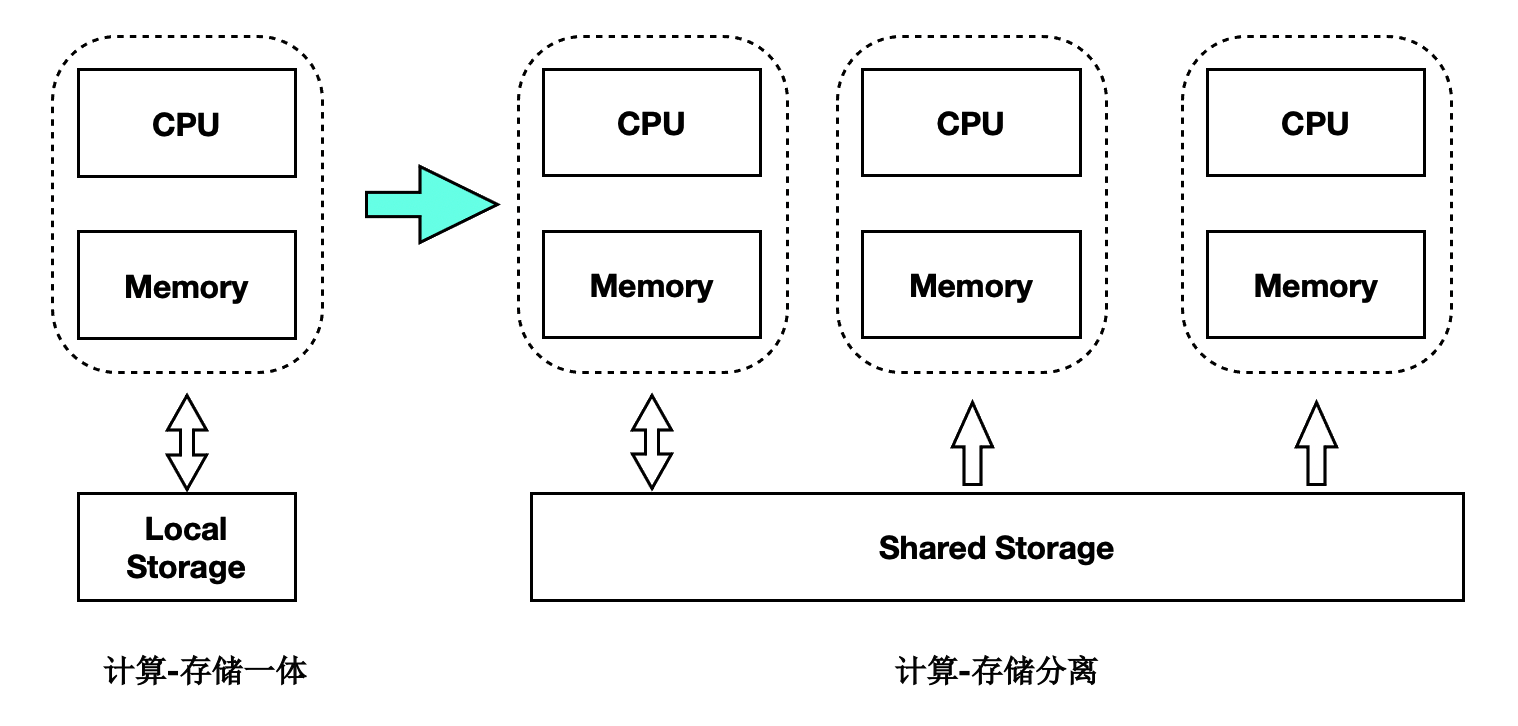 CPU
Memory
Local
Storage
计算-存储一体
CPU
Memory
CPU
Memory
CPU
Memory
Shared Storage
计算-存储分离